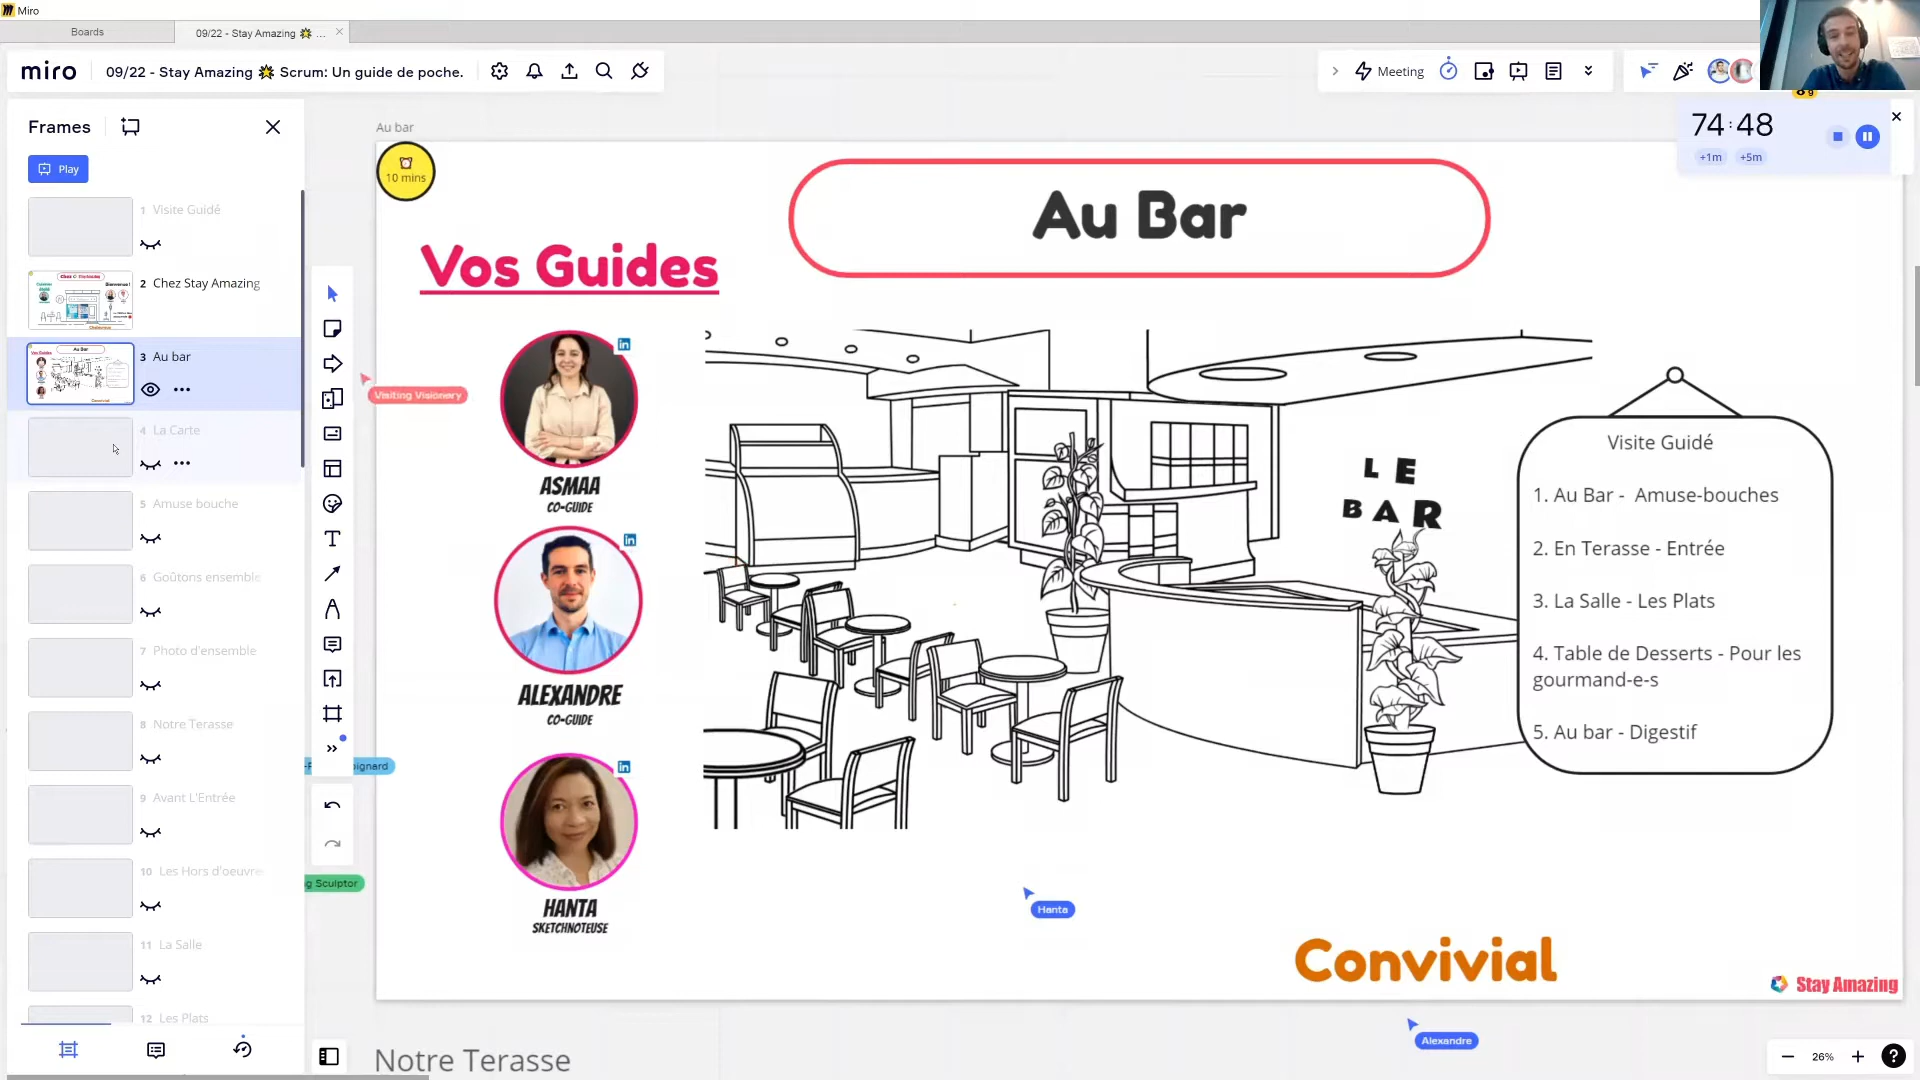 Miro
Boards
09/22 - Stay Amazing 🌟 ...
miro
09/22 - Stay Amazing 🌟 Scrum: Un guide de poche.
Meeting
9
74:48
+1m
+5m
Frames
Play
1 Visite Guidé
2 Chez Stay Amazing
3 Au bar
4 La Carte
5 Amuse bouche
6 Goûtons ensemble
7 Photo d'ensemble
8 Notre Terasse
9 Avant L'Entrée
10 Les Hors d'oeuvre
11 La Salle
12 Les Plats
Au bar
10 mins
Au Bar
Vos Guides
Visiting Visionary
ASMAA
CO-GUIDE
ALEXANDRE
CO-GUIDE
HANTA
SKETCHNOTEUSE
LE
BAR
Visite Guidé
1. Au Bar - Amuse-bouches
2. En Terasse - Entrée
3. La Salle - Les Plats
4. Table de Desserts - Pour les
gourmand-e-s
5. Au bar - Digestif
oignard
g Sculptor
Hanta
Convivial
Stay Amazing
Alexandre
Notre Terasse
26%